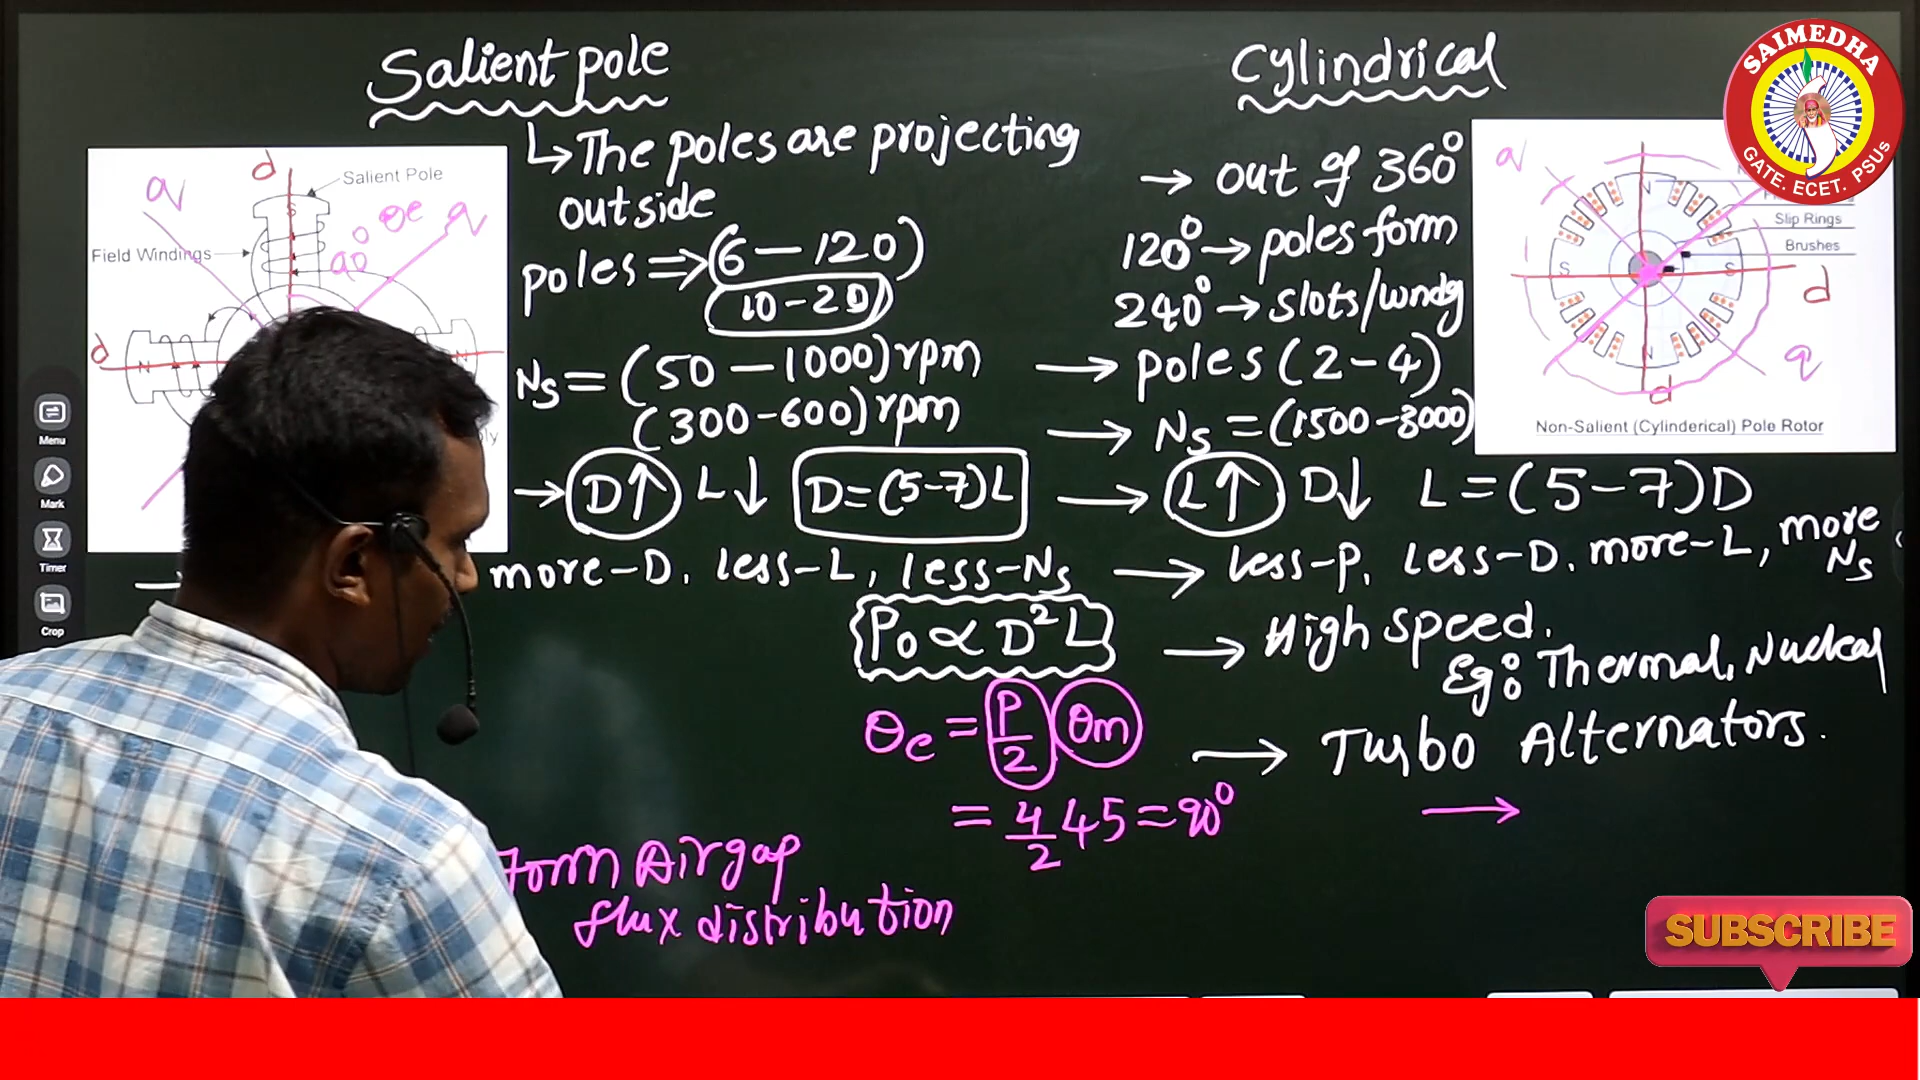 Salient pole
↳ The poles are projecting
outside
poles ⇒ (6 – 120)
(10 – 20)
Ns = (50 – 1000) rpm
(300 – 600) rpm
→ D↑ L↓ D = (5-7)L
more-D, less-L, less-Ns
P₀ ∝ D²L
θe = P/2 θm
= 4/2 45 = 90°
form Airgap
flux distribution
d
q
Salient Pole
S
90° θe
q
Field Windings
d
N
N
Menu
Mark
Timer
Crop
Cylindrical
→ out of 360°
120° → poles form
240° → slots/wndg
→ poles (2 – 4)
→ Ns = (1500 – 3000)
→ L↑ D↓ L = (5 – 7)D
→ less-P, less-D, more-L, more
Ns
→ High speed.
Eg: Thermal, Nuclear
→ Turbo Alternators.
→
q
N
Slip Rings
Brushes
S
S
d
N
q
d
Non-Salient (Cylinderical) Pole Rotor
SAIMEDHA
GATE. ECET. PSUs
SUBSCRIBE